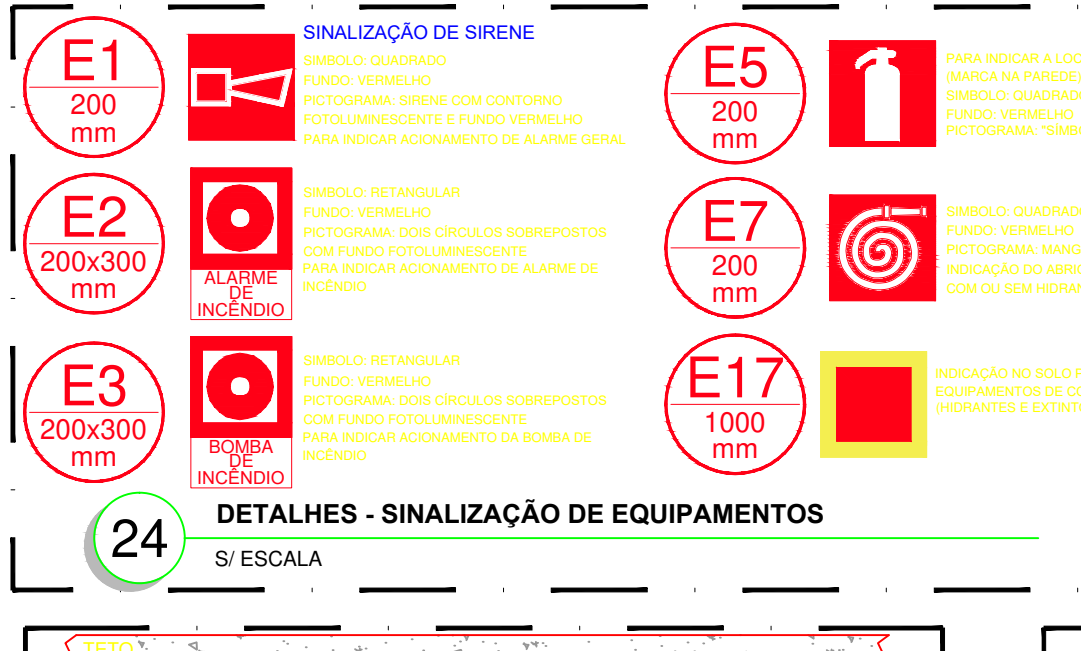 E1
200
mm
SINALIZAÇÃO DE SIRENE
SIMBOLO: QUADRADO
FUNDO: VERMELHO
PICTOGRAMA: SIRENE COM CONTORNO
FOTOLUMINESCENTE E FUNDO VERMELHO
PARA INDICAR ACIONAMENTO DE ALARME GERAL
E2
200x300
mm
ALARME
DE
INCÊNDIO
SIMBOLO: RETANGULAR
FUNDO: VERMELHO
PICTOGRAMA: DOIS CÍRCULOS SOBREPOSTOS
COM FUNDO FOTOLUMINESCENTE
PARA INDICAR ACIONAMENTO DE ALARME DE
INCÊNDIO
E3
200x300
mm
BOMBA
DE
INCÊNDIO
SIMBOLO: RETANGULAR
FUNDO: VERMELHO
PICTOGRAMA: DOIS CÍRCULOS SOBREPOSTOS
COM FUNDO FOTOLUMINESCENTE
PARA INDICAR ACIONAMENTO DA BOMBA DE
INCÊNDIO
E5
200
mm
PARA INDICAR A LOC
(MARCA NA PAREDE)
SIMBOLO: QUADRADO
FUNDO: VERMELHO
PICTOGRAMA: "SÍMB
E7
200
mm
SIMBOLO: QUADRADO
FUNDO: VERMELHO
PICTOGRAMA: MANG
INDICAÇÃO DO ABRIG
COM OU SEM HIDRAN
E17
1000
mm
INDICAÇÃO NO SOLO
EQUIPAMENTOS DE CO
(HIDRANTES E EXTINTO
24
DETALHES - SINALIZAÇÃO DE EQUIPAMENTOS
S/ ESCALA
TETO